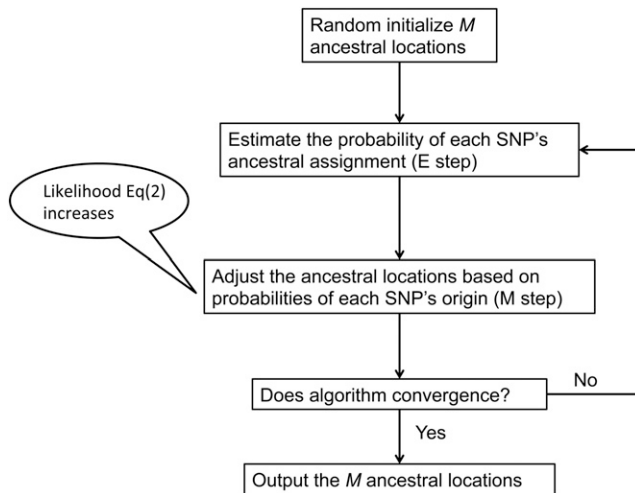 Random initialize M
ancestral locations
Estimate the probability of each SNP's
ancestral assignment (E step)
Likelihood Eq(2)
increases
Adjust the ancestral locations based on
probabilities of each SNP's origin (M step)
Does algorithm convergence?
No
Yes
Output the M ancestral locations